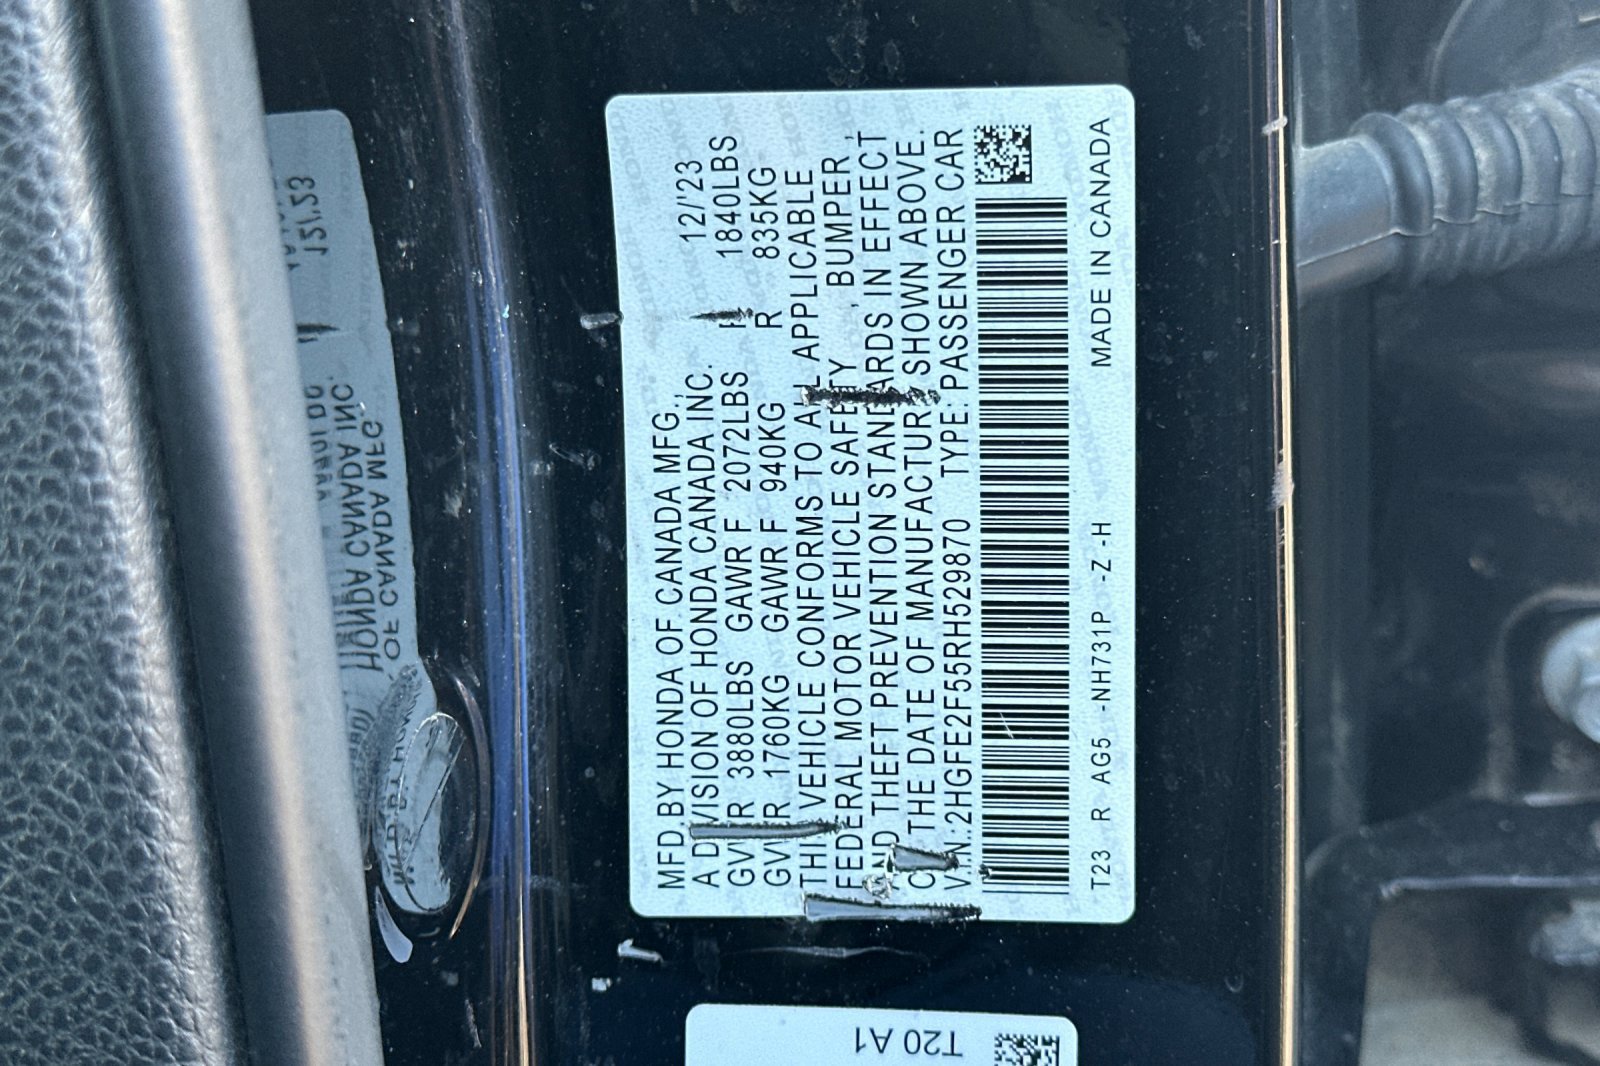 MFD BY HONDA OF CANADA MFG.,
A DIVISION OF HONDA CANADA INC. 12/'23
GVWR 3880LBS GAWR F 2072LBS R 1840LBS
GVWR 1760KG GAWR F 940KG R 835KG
THIS VEHICLE CONFORMS TO ALL APPLICABLE
FEDERAL MOTOR VEHICLE SAFETY, BUMPER,
AND THEFT PREVENTION STANDARDS IN EFFECT
ON THE DATE OF MANUFACTURE SHOWN ABOVE.
V.I.N.:2HGFE2F55RH529870 TYPE: PASSENGER CAR
T23 R AG5 -NH731P -Z -H MADE IN CANADA
T20 A1